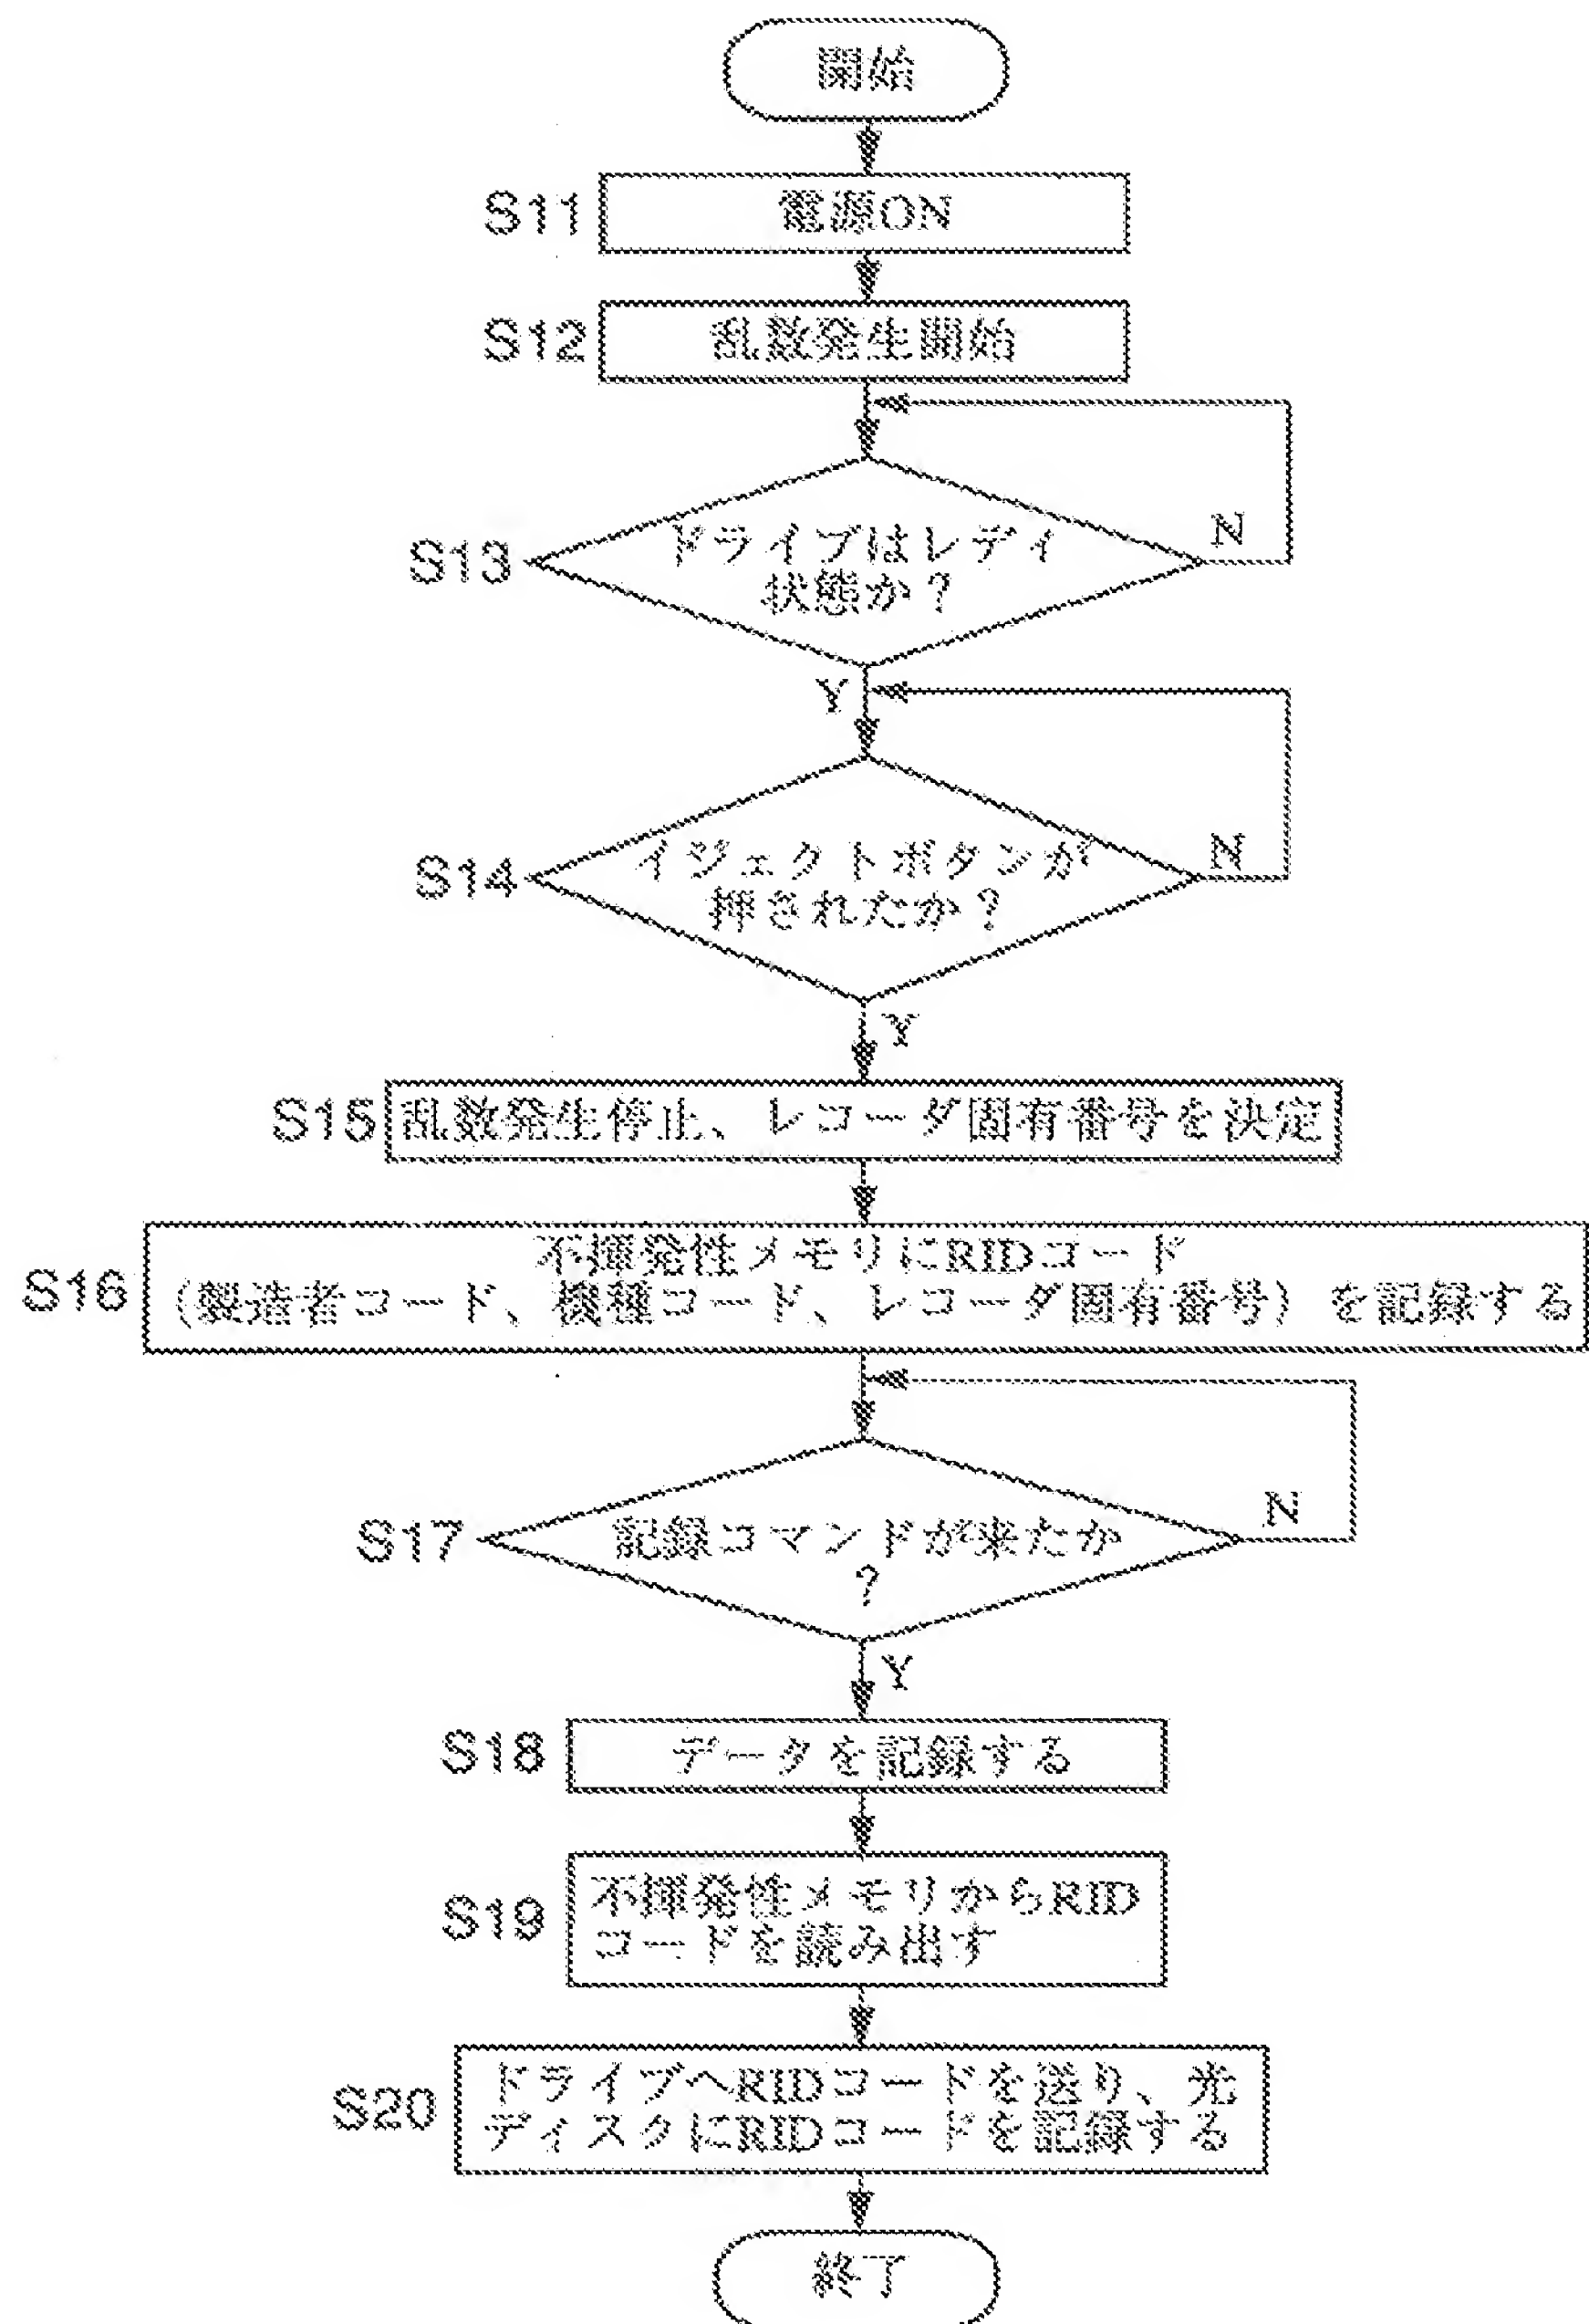 開始
S11 電源ON
S12 乱数発生開始
S13 ドライブはレディ N
状態か？
Y
S14 イジェクトボタンが N
押されたか？
Y
S15 乱数発生停止、レコーダ固有番号を決定
不揮発性メモリにRIDコード
S16 (製造者コード、機種コード、レコーダ固有番号) を記録する
S17 記録コマンドが来たか N
？
Y
S18 データを記録する
S19 不揮発性メモリからRID
コードを読み出す
S20 ドライブへRIDコードを送り、光
ディスクにRIDコードを記録する
終了